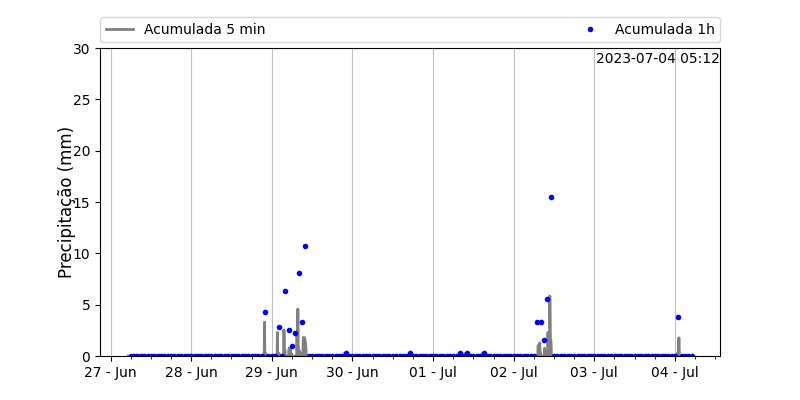 Acumulada 5 min
Acumulada 1h
2023-07-04 05:12
Precipitação (mm)
30
25
20
15
10
5
0
27 - Jun
28 - Jun
29 - Jun
30 - Jun
01 - Jul
02 - Jul
03 - Jul
04 - Jul